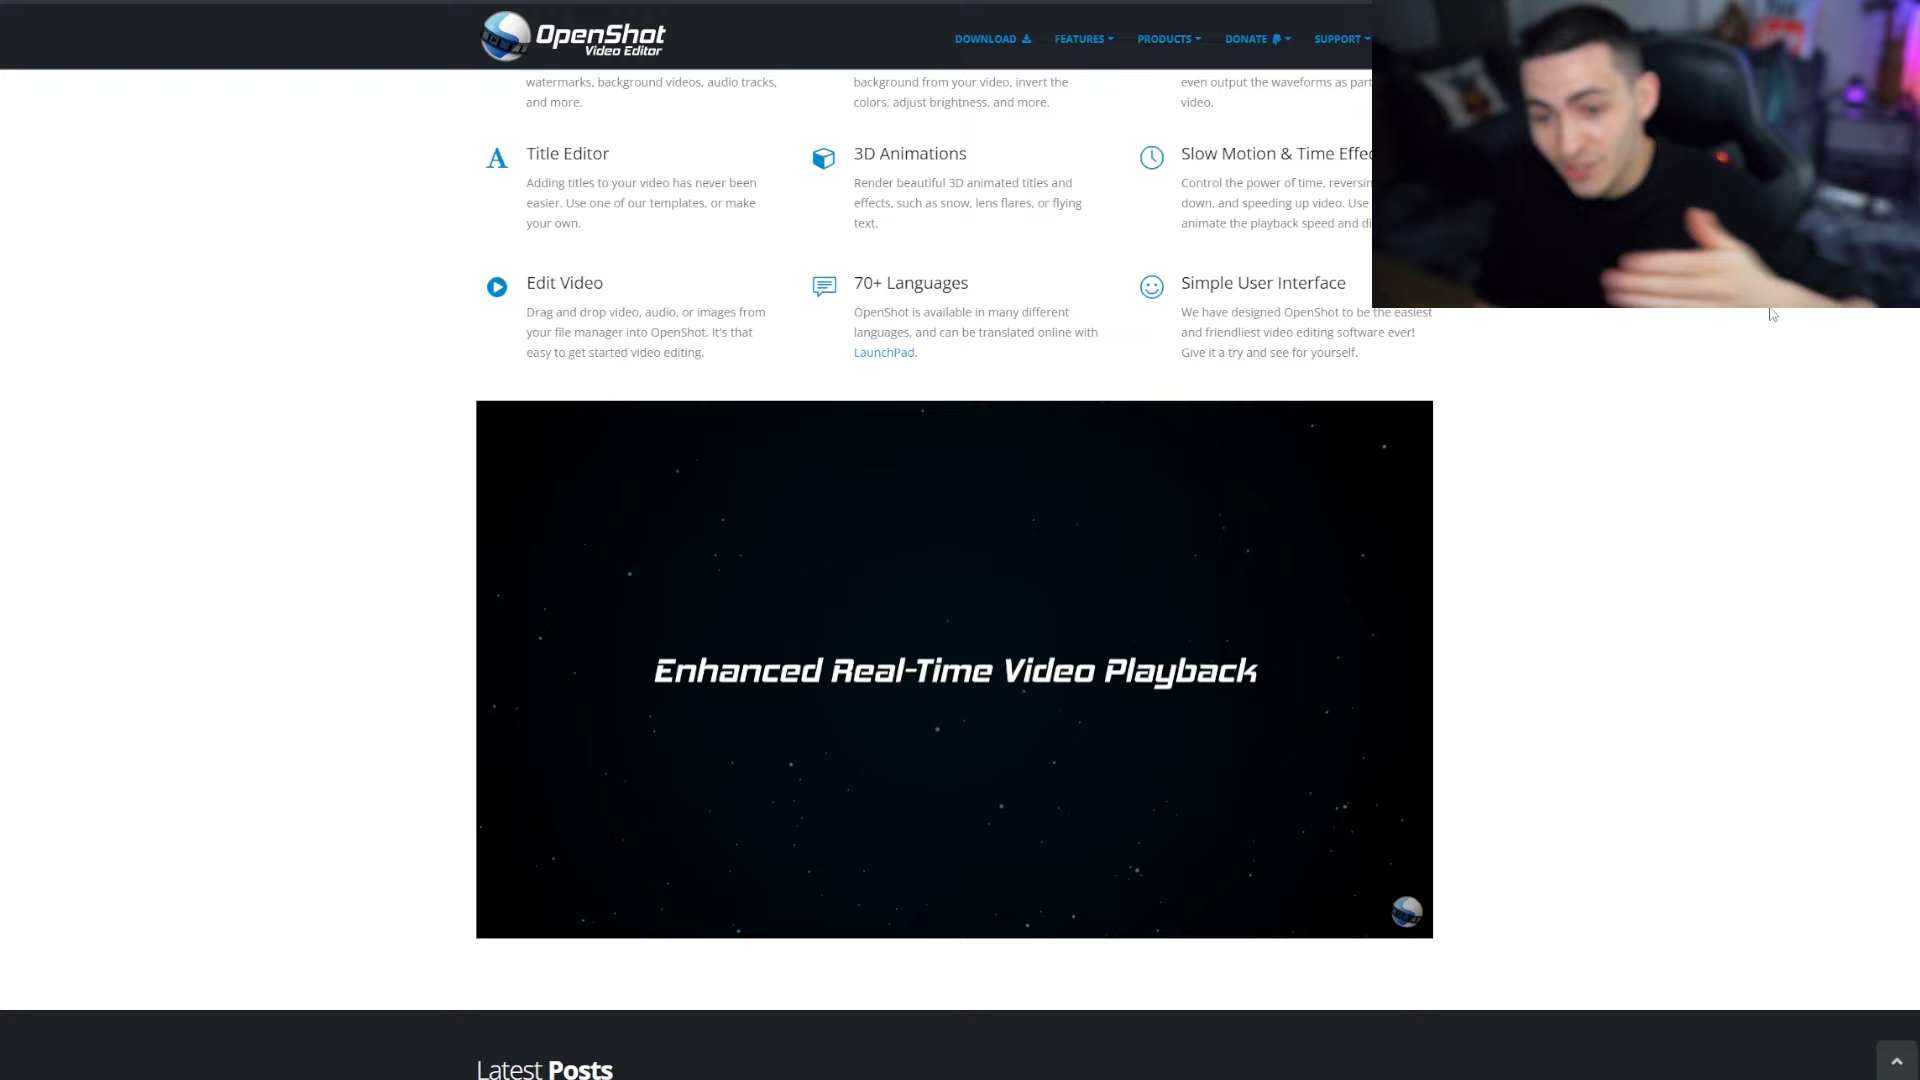 OpenShot
Video Editor
DOWNLOAD
FEATURES
PRODUCTS
DONATE
SUPPORT
watermarks, background videos, audio tracks,
and more.
background from your video, invert the
colors, adjust brightness, and more.
even output the waveforms as part
video.
Title Editor
Adding titles to your video has never been
easier. Use one of our templates, or make
your own.
3D Animations
Render beautiful 3D animated titles and
effects, such as snow, lens flares, or flying
text.
Slow Motion & Time Effec
Control the power of time, reversin
down, and speeding up video. Use
animate the playback speed and di
Edit Video
Drag and drop video, audio, or images from
your file manager into OpenShot. It's that
easy to get started video editing.
70+ Languages
OpenShot is available in many different
languages, and can be translated online with
LaunchPad.
Simple User Interface
We have designed OpenShot to be the easiest
and friendliest video editing software ever!
Give it a try and see for yourself.
Enhanced Real-Time Video Playback
Latest Posts